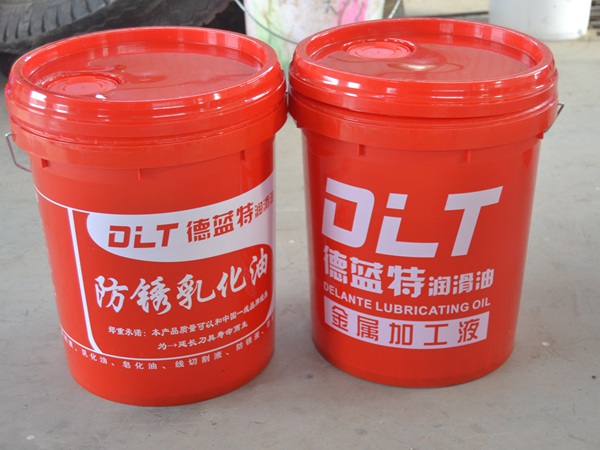 DLT 德蓝特润滑油
防锈乳化油
郑重承诺:本产品质量可以和中国一流品牌媲美
为→延长刀具寿命而生
乳化油、皂化油、线切割液、防锈
DLT
德蓝特润滑油
DELANTE LUBRICATING OIL
金属加工液